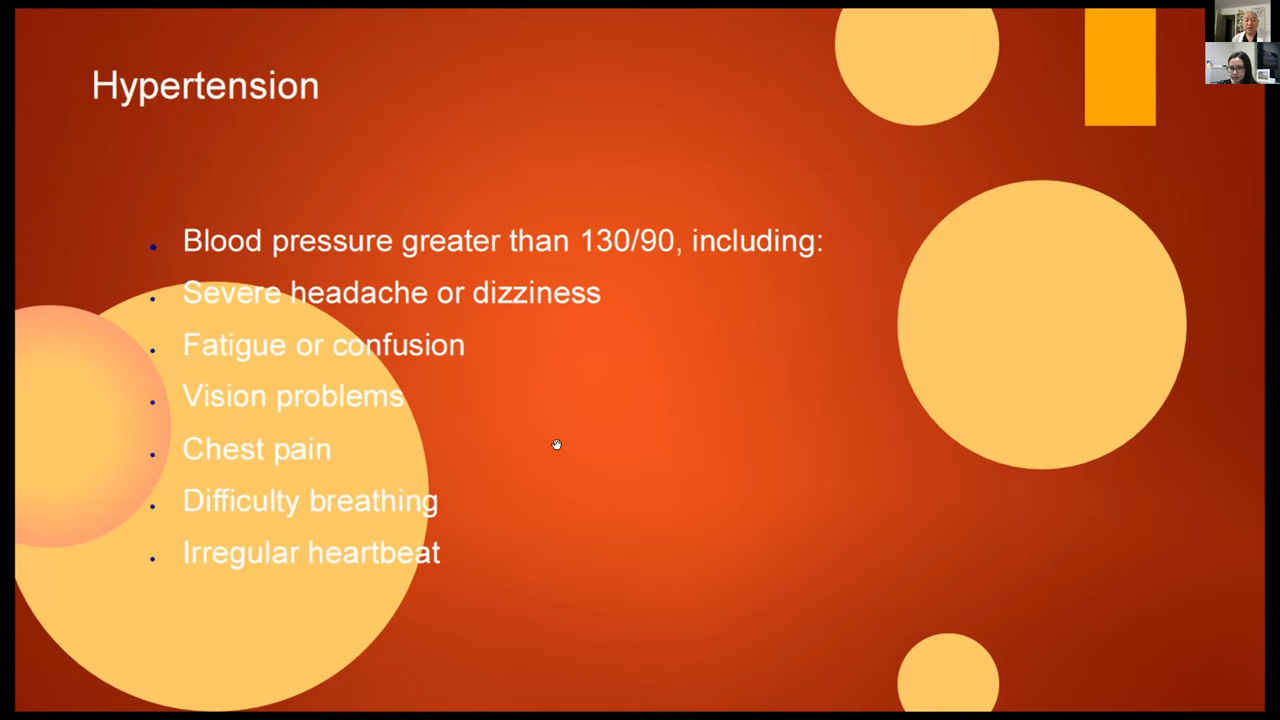 Hypertension
Blood pressure greater than 130/90, including:
Severe headache or dizziness
Fatigue or confusion
Vision problems
Chest pain
Difficulty breathing
Irregular heartbeat